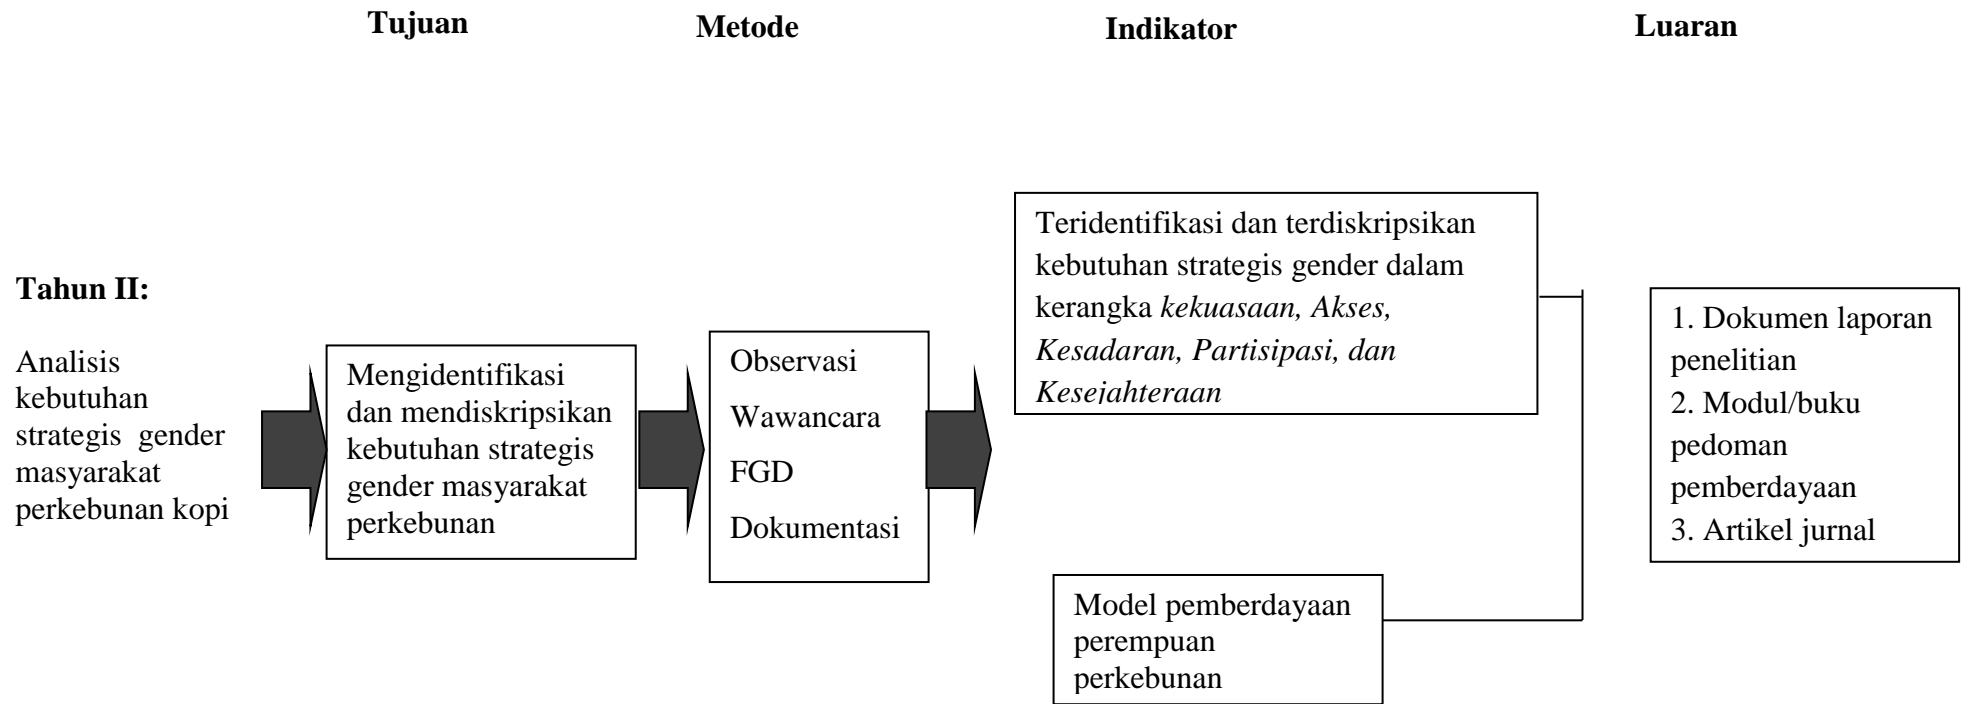 Tujuan
Metode
Indikator
Luaran
Tahun II:
Analisis
kebutuhan
strategis gender
masyarakat
perkebunan kopi
Mengidentifikasi
dan mendiskripsikan
kebutuhan strategis
gender masyarakat
perkebunan
Observasi
Wawancara
FGD
Dokumentasi
Teridentifikasi dan terdiskripsikan
kebutuhan strategis gender dalam
kerangka kekuasaan, Akses,
Kesadaran, Partisipasi, dan
Kesejahteraan
Model pemberdayaan
perempuan
perkebunan
1. Dokumen laporan
penelitian
2. Modul/buku
pedoman
pemberdayaan
3. Artikel jurnal